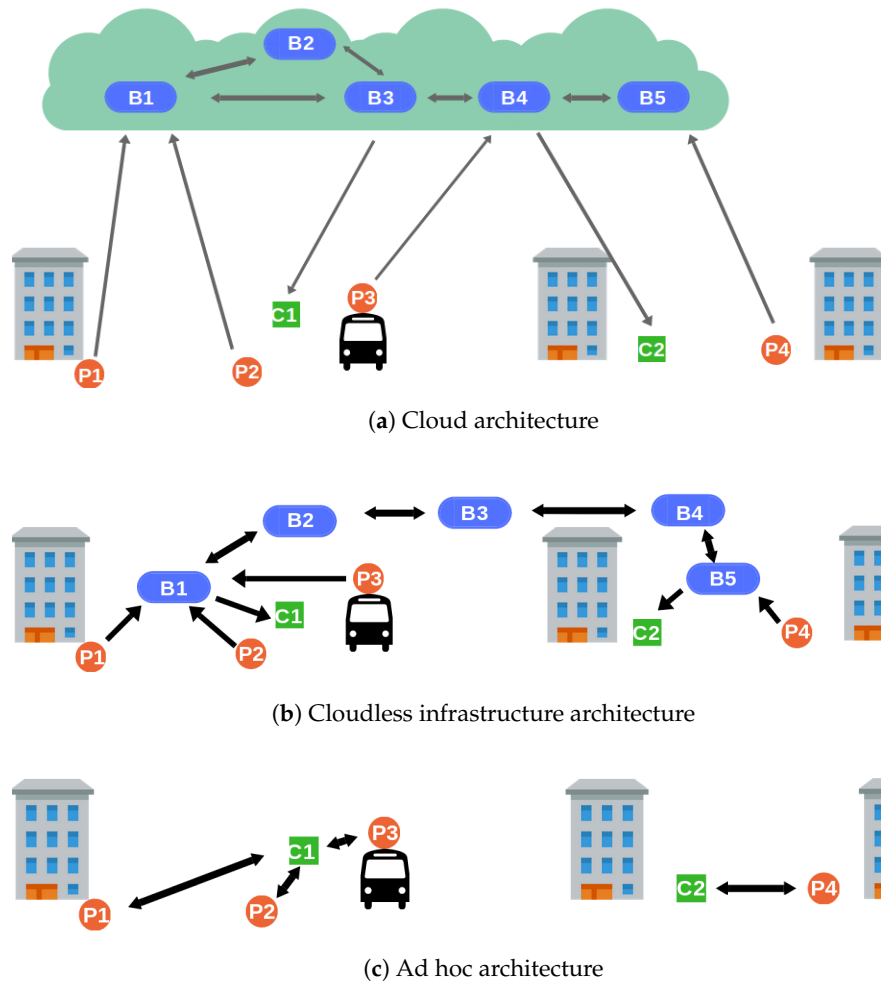 B2
B1 B3 B4 B5
P3
C1
C2 P4
P1 P2
(a) Cloud architecture
B2 B3 B4
B1 P3 B5
C1
P1 P2 C2 P4
(b) Cloudless infrastructure architecture
C1 P3
P1 P2 C2 P4
(c) Ad hoc architecture